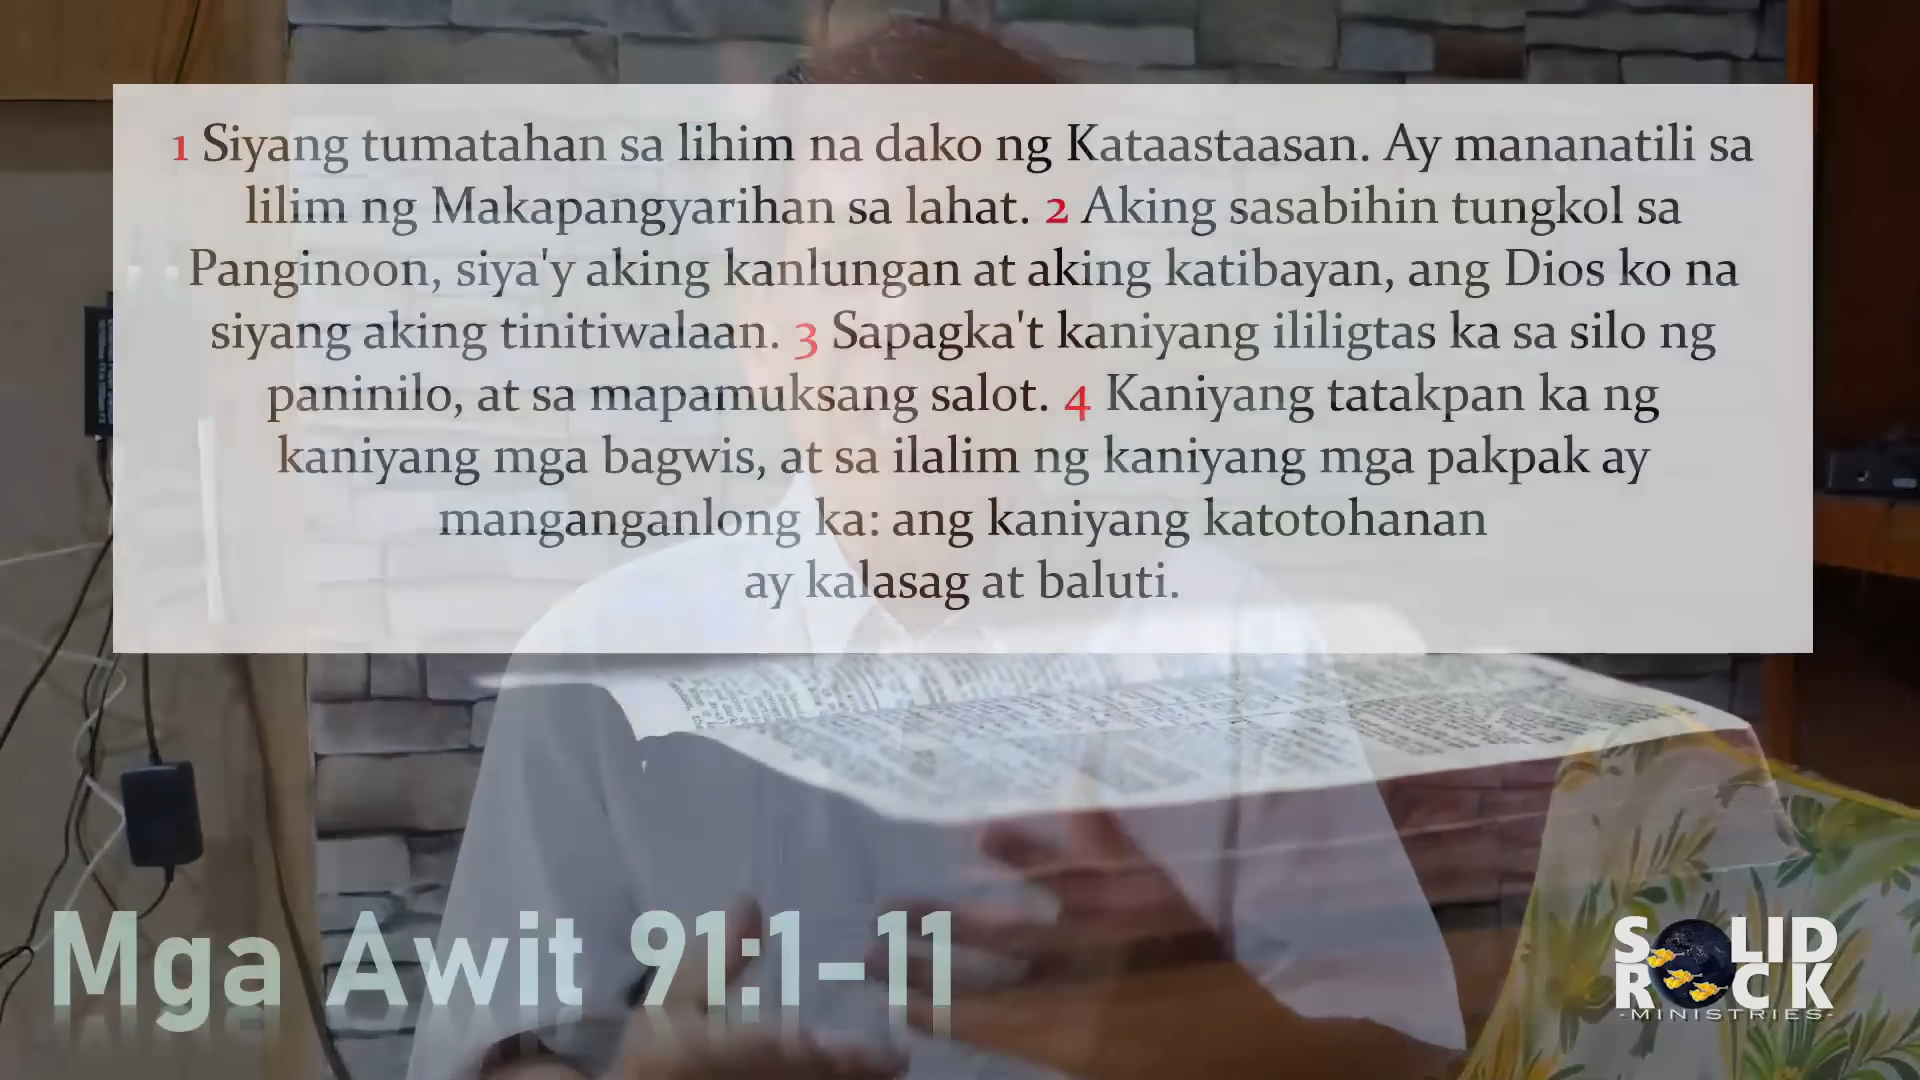 1 Siyang tumatahan sa lihim na dako ng Kataastaasan. Ay mananatili sa
lilim ng Makapangyarihan sa lahat. 2 Aking sasabihin tungkol sa
Panginoon, siya'y aking kanlungan at aking katibayan, ang Dios ko na
siyang aking tinitiwalaan. 3 Sapagka't kaniyang ililigtas ka sa silo ng
paninilo, at sa mapamuksang salot. 4 Kaniyang tatakpan ka ng
kaniyang mga bagwis, at sa ilalim ng kaniyang mga pakpak ay
manganganlong ka: ang kaniyang katotohanan
ay kalasag at baluti.
Mga Awit 91:1-11
SOLID
ROCK
-MINISTRIES-